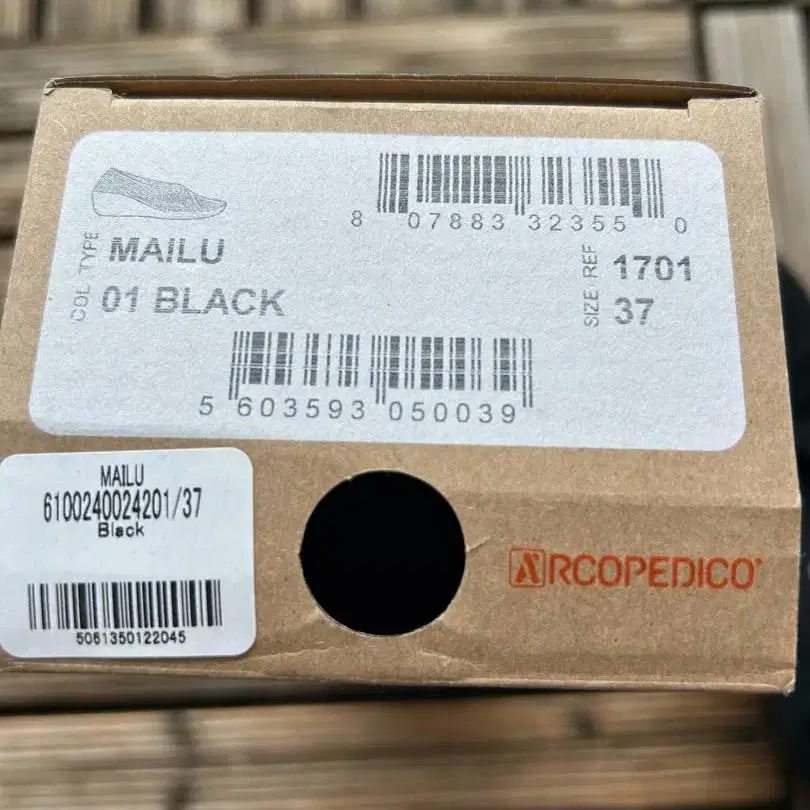 8 07883 32355 0
COL TYPE
MAILU
01 BLACK
SIZE REF
1701
37
5 603593 050039
MAILU
6100240024201/37
Black
5061350122045
ARCOPEDICO